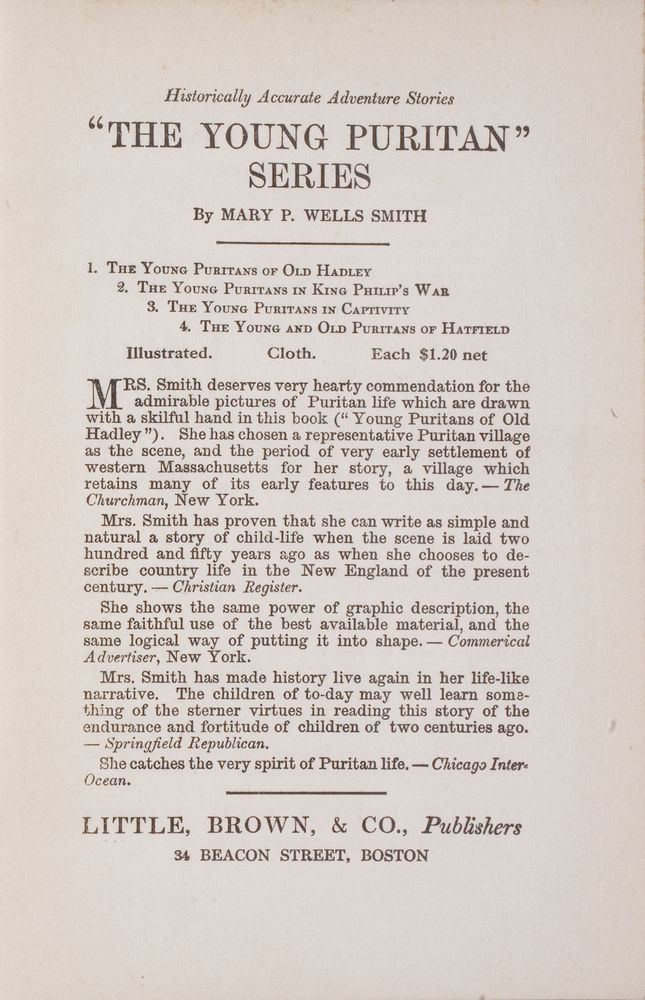 Historically Accurate Adventure Stories
“THE YOUNG PURITAN”
SERIES
By MARY P. WELLS SMITH
1. The Young Puritans of Old Hadley
2. The Young Puritans in King Philip’s War
3. The Young Puritans in Captivity
4. The Young and Old Puritans of Hatfield
Illustrated. Cloth. Each $1.20 net
MRS. Smith deserves very hearty commendation for the
admirable pictures of Puritan life which are drawn
with a skilful hand in this book (“Young Puritans of Old
Hadley”). She has chosen a representative Puritan village
as the scene, and the period of very early settlement of
western Massachusetts for her story, a village which
retains many of its early features to this day. — The
Churchman, New York.
Mrs. Smith has proven that she can write as simple and
natural a story of child-life when the scene is laid two
hundred and fifty years ago as when she chooses to de-
scribe country life in the New England of the present
century. — Christian Register.
She shows the same power of graphic description, the
same faithful use of the best available material, and the
same logical way of putting it into shape. — Commerical
Advertiser, New York.
Mrs. Smith has made history live again in her life-like
narrative. The children of to-day may well learn some-
thing of the sterner virtues in reading this story of the
endurance and fortitude of children of two centuries ago.
— Springfield Republican.
She catches the very spirit of Puritan life. — Chicago Inter-
Ocean.
LITTLE, BROWN, & CO., Publishers
34 BEACON STREET, BOSTON